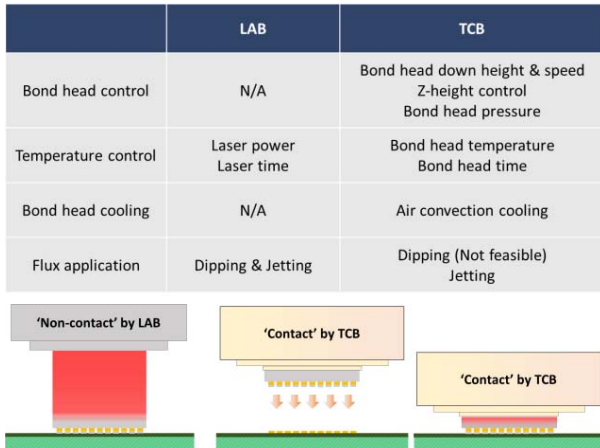 LAB
TCB
Bond head control
N/A
Bond head down height & speed
Z-height control
Bond head pressure
Temperature control
Laser power
Laser time
Bond head temperature
Bond head time
Bond head cooling
N/A
Air convection cooling
Flux application
Dipping & Jetting
Dipping (Not feasible)
Jetting
'Non-contact' by LAB
'Contact' by TCB
'Contact' by TCB